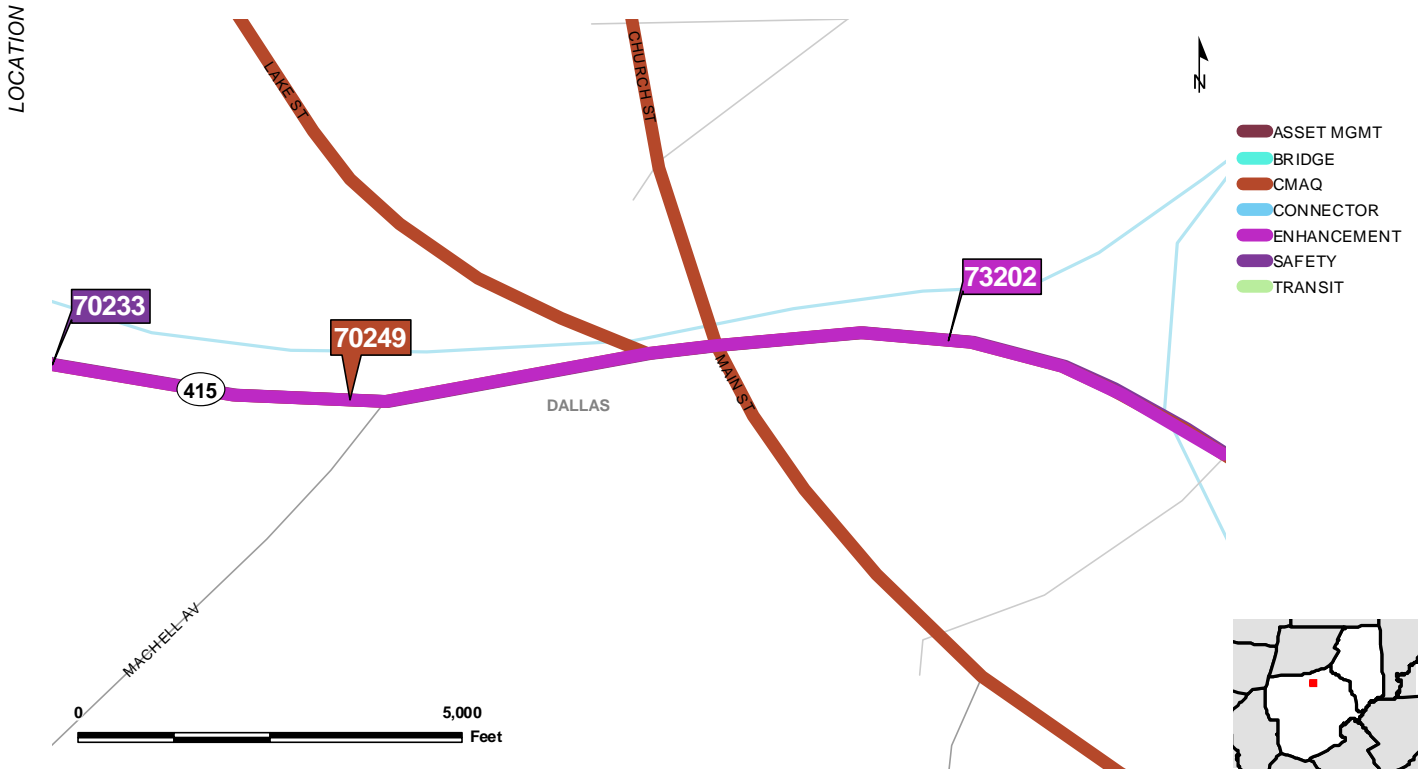 LOCATION
LAKE ST
CHURCH ST
N
ASSET MGMT
BRIDGE
CMAQ
CONNECTOR
ENHANCEMENT
SAFETY
TRANSIT
70233
73202
70249
415
DALLAS
MAIN ST
MACHELL AV
0 5,000
Feet